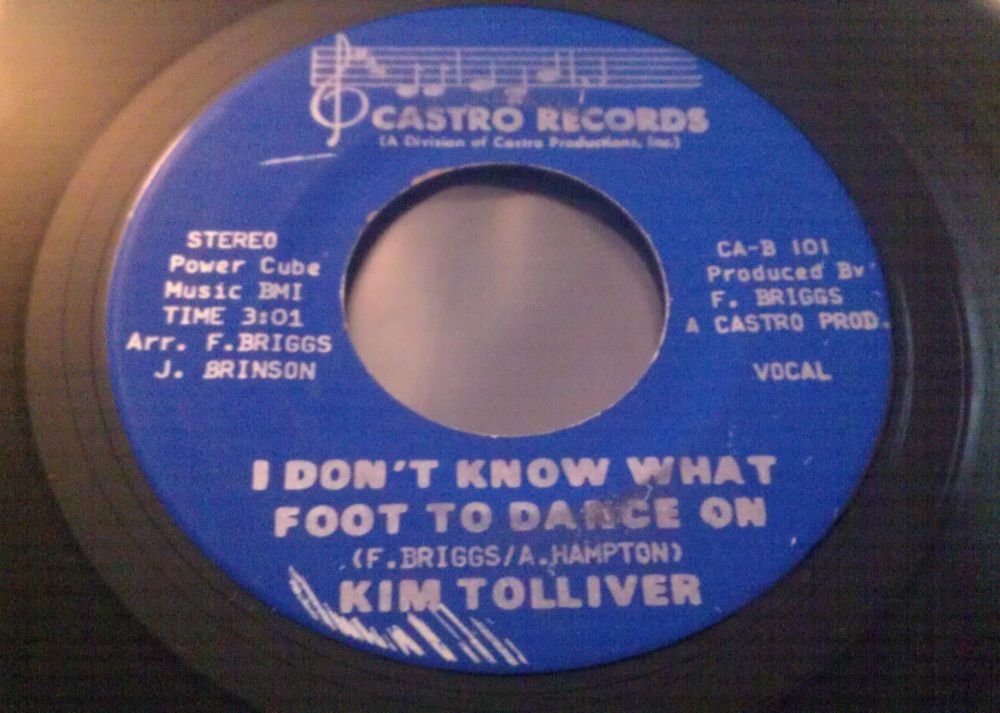 CASTRO RECORDS
(A Division of Castro Productions, Inc.)
STEREO
Power Cube
Music BMI
TIME 3:01
Arr. F.BRIGGS
J. BRINSON
CA-B 101
Produced By
F. BRIGGS
A CASTRO PROD.
VOCAL
I DON'T KNOW WHAT
FOOT TO DANCE ON
(F.BRIGGS/A.HAMPTON)
KIM TOLLIVER